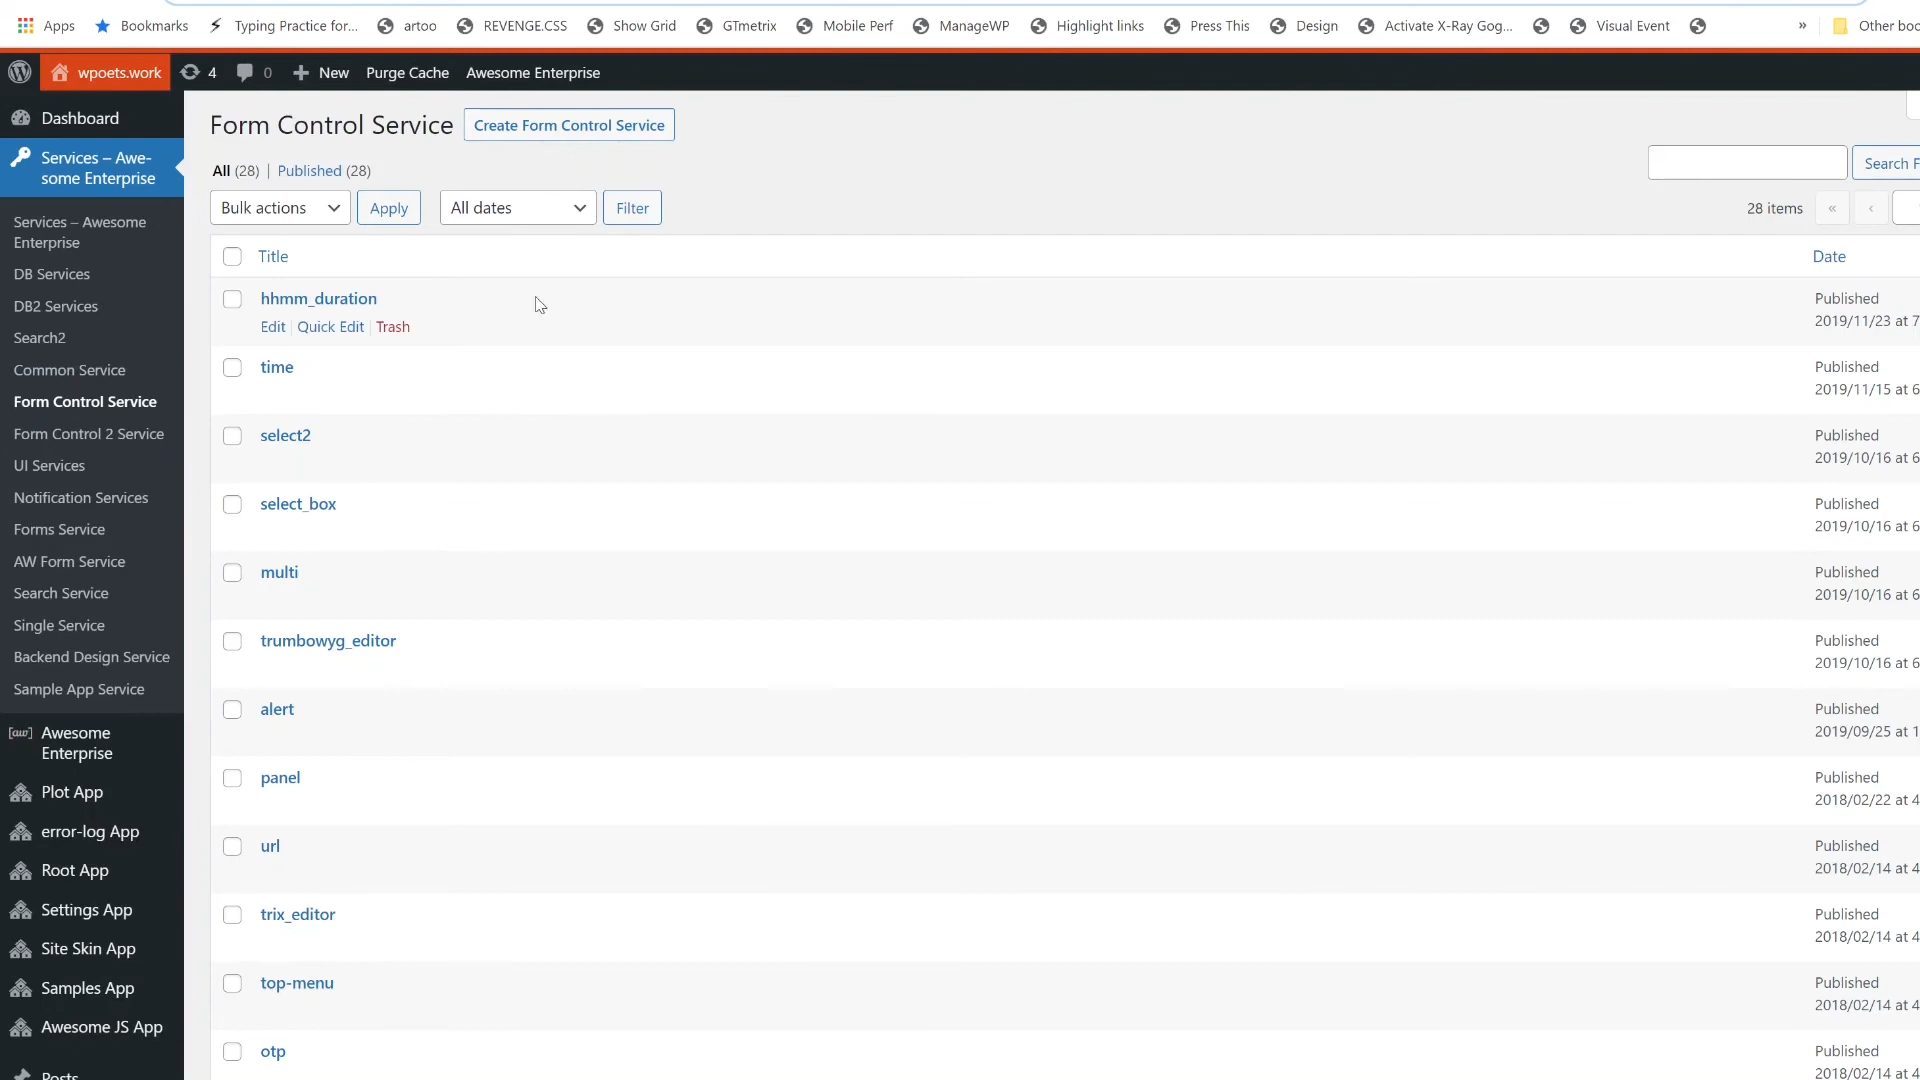 Apps
Bookmarks
Typing Practice for...
artoo
REVENGE.CSS
Show Grid
GTmetrix
Mobile Perf
ManageWP
Highlight links
Press This
Design
Activate X-Ray Gog...
Visual Event
»
Other boo
wpoets.work
4
0
New
Purge Cache
Awesome Enterprise
Dashboard
Services – Awe-
some Enterprise
Services – Awesome
Enterprise
DB Services
DB2 Services
Search2
Common Service
Form Control Service
Form Control 2 Service
UI Services
Notification Services
Forms Service
AW Form Service
Search Service
Single Service
Backend Design Service
Sample App Service
[aw] Awesome
Enterprise
Plot App
error-log App
Root App
Settings App
Site Skin App
Samples App
Awesome JS App
Posts
Form Control Service
Create Form Control Service
All (28) | Published (28)
Search F
Bulk actions
Apply
All dates
Filter
28 items
«
‹
Title
Date
hhmm_duration
Edit | Quick Edit | Trash
Published
2019/11/23 at 7
time
Published
2019/11/15 at 6
select2
Published
2019/10/16 at 6
select_box
Published
2019/10/16 at 6
multi
Published
2019/10/16 at 6
trumbowyg_editor
Published
2019/10/16 at 6
alert
Published
2019/09/25 at 1
panel
Published
2018/02/22 at 4
url
Published
2018/02/14 at 4
trix_editor
Published
2018/02/14 at 4
top-menu
Published
2018/02/14 at 4
otp
Published
2018/02/14 at 4